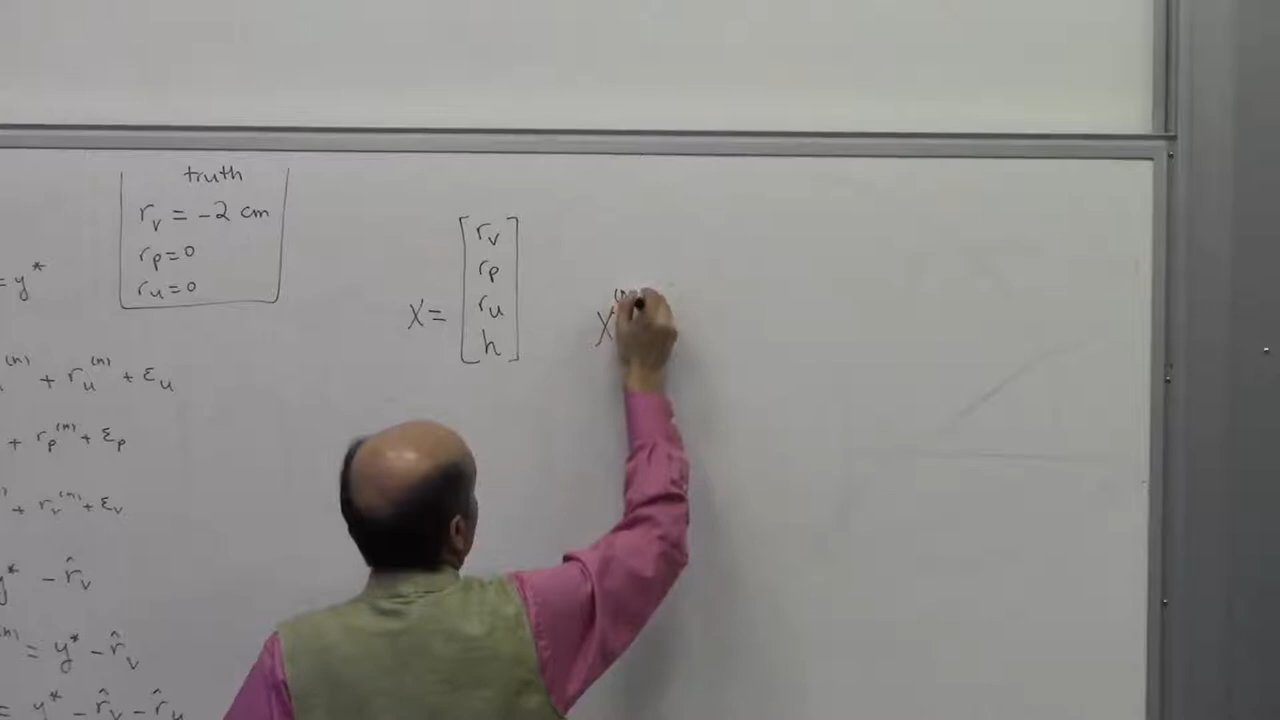 truth
r_v = -2 cm
r_p = 0
r_u = 0
= y*
X = [r_v r_p r_u h]
X
(n) + r_u^(n) + ε_u
+ r_p^(n) + ε_p
) + r_v^(n) + ε_v
y* - r̂_v
(n) = y* - r̂_v
= y* - r̂_v - r̂_u